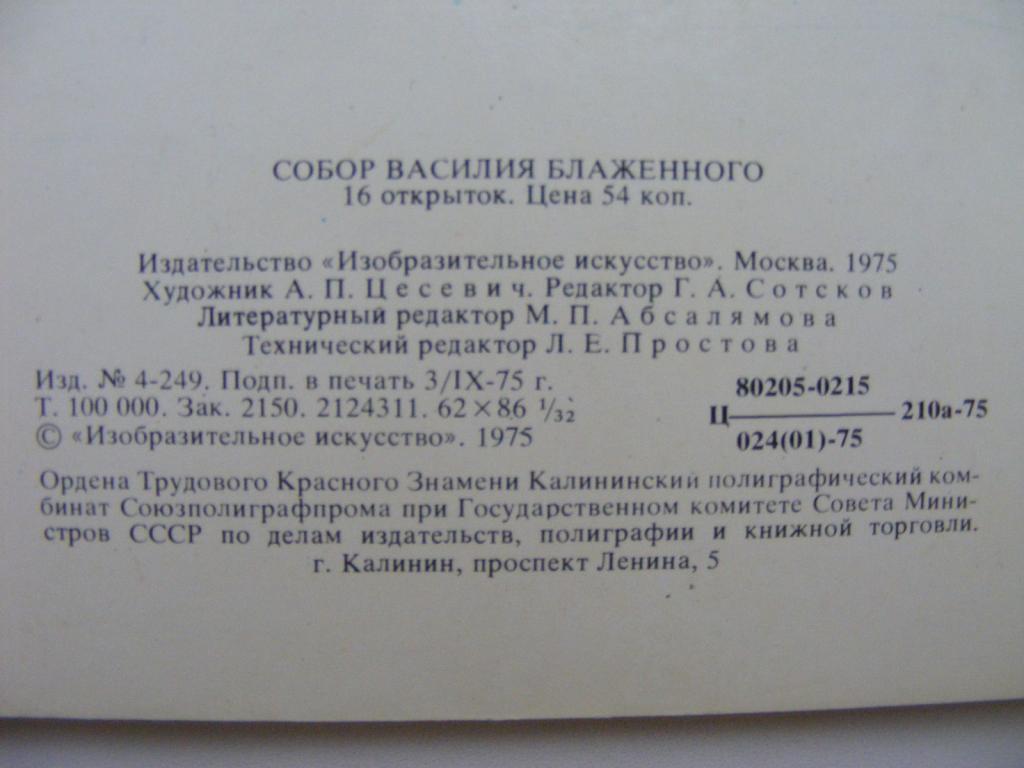 СОБОР ВАСИЛИЯ БЛАЖЕННОГО
16 открыток. Цена 54 коп.
Издательство «Изобразительное искусство». Москва. 1975
Художник А. П. Цесевич. Редактор Г. А. Сотсков
Литературный редактор М. П. Абсалямова
Технический редактор Л. Е. Простова
Изд. № 4-249. Подп. в печать 3/IX-75 г.
Т. 100 000. Зак. 2150. 2124311. 62 × 86 1/32
© «Изобразительное искусство». 1975
80205-0215
Ц————— 210а-75
024(01)-75
Ордена Трудового Красного Знамени Калининский полиграфический ком-
бинат Союзполиграфпрома при Государственном комитете Совета Мини-
стров СССР по делам издательств, полиграфии и книжной торговли.
г. Калинин, проспект Ленина, 5